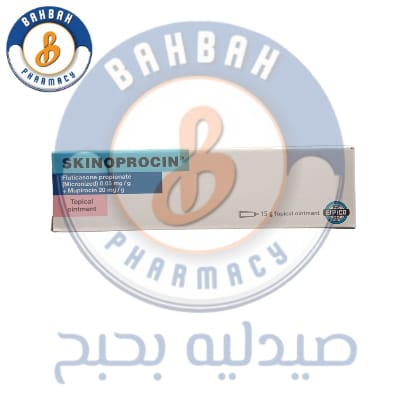 BAHBAH
PHARMACY
BAHBAH
SKINOPROCIN
Fluticasone propionate
(Micronized) 0.05 mg/g
+ Mupirocin 20 mg/g
Topical
ointment
15 g Topical ointment
EIPICO
PHARMACY
صيدليه بحبح